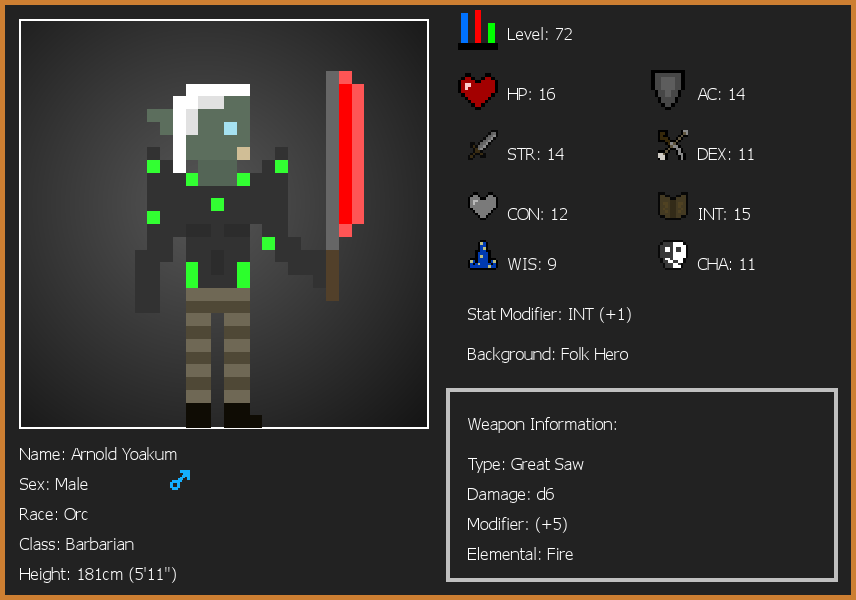 Level: 72
HP: 16
AC: 14
STR: 14
DEX: 11
CON: 12
INT: 15
WIS: 9
CHA: 11
Stat Modifier: INT (+1)
Background: Folk Hero
Weapon Information:
Type: Great Saw
Damage: d6
Modifier: (+5)
Elemental: Fire
Name: Arnold Yoakum
Sex: Male
Race: Orc
Class: Barbarian
Height: 181cm (5'11")